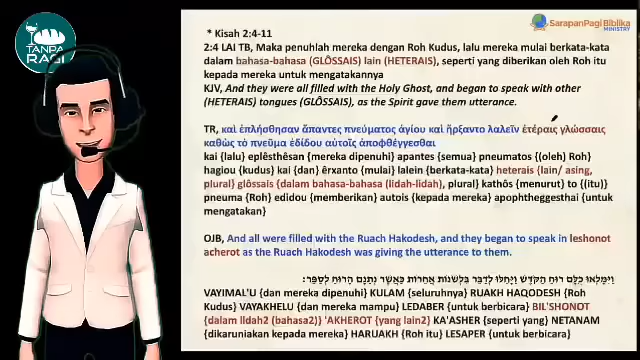 TANPA
RAGI
SarapanPagi Biblika
MINISTRY
* Kisah 2:4-11
2:4 LAI TB, Maka penuhlah mereka dengan Roh Kudus, lalu mereka mulai berkata-kata
dalam bahasa-bahasa (GLÔSSAIS) lain (HETERAIS), seperti yang diberikan oleh Roh itu
kepada mereka untuk mengatakannya
KJV, And they were all filled with the Holy Ghost, and began to speak with other
(HETERAIS) tongues (GLÔSSAIS), as the Spirit gave them utterance.
TR, καὶ ἐπλήσθησαν ἅπαντες πνεύματος ἁγίου καὶ ἤρξαντο λαλεῖν ἑτέραις γλώσσαις
καθὼς τὸ πνεῦμα ἐδίδου αὐτοῖς ἀποφθέγγεσθαι
kai {lalu} eplêsthêsan {mereka dipenuhi} apantes {semua} pneumatos {(oleh) Roh}
hagiou {kudus} kai {dan} êrxanto {mulai} lalein {berkata-kata} heterais {lain/ asing,
plural} glôssais {dalam bahasa-bahasa (lidah-lidah), plural} kathôs {menurut} to {(itu)}
pneuma {Roh} edidou {memberikan} autois {kepada mereka} apophtheggesthai {untuk
mengatakan}
OJB, And all were filled with the Ruach Hakodesh, and they began to speak in leshonot
acherot as the Ruach Hakodesh was giving the utterance to them.
וַיִּמָּלְאוּ כֻלָּם רוּחַ הַקֹּדֶשׁ וַיָּחֵלּוּ לְדַבֵּר בִּלְשֹׁנוֹת אֲחֵרוֹת כַּאֲשֶׁר נְתָנָם הָרוּחַ לְסַפֵּר׃
VAYIMAL'U {dan mereka dipenuhi} KULAM {seluruhnya} RUAKH HAQODESH {Roh
Kudus} VAYAKHELU {dan mereka mampu} LEDABER {untuk berbicara} BIL'SHONOT
{dalam lidah2 (bahasa2)} 'AKHEROT {yang lain2} KA'ASHER {seperti yang} NETANAM
{dikaruniakan kepada mereka} HARUAKH {Roh itu} LESAPER {untuk berbicara}